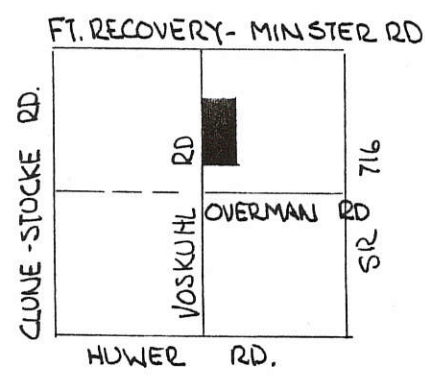 FT. RECOVERY- MINSTER RD
CLUNE-STOCKE RD.
VOSKUHL RD
OVERMAN RD
SR 716
HUWER RD.